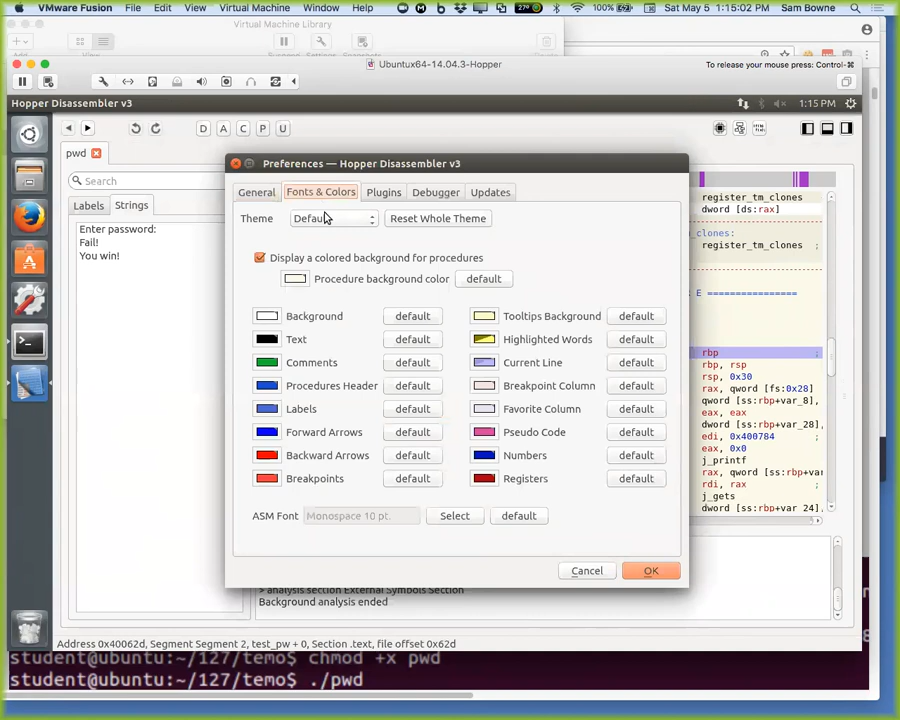 VMware Fusion File Edit View Virtual Machine Window Help 27° 100% Sat May 5 1:15:02 PM Sam Bowne
Virtual Machine Library
Ubuntux64-14.04.3-Hopper
To release your mouse press: Control-⌘
Hopper Disassembler v3
1:15 PM
D A C P U
pwd
Search
Labels Strings
Enter password:
Fail!
You win!
Preferences — Hopper Disassembler v3
General Fonts & Colors Plugins Debugger Updates
Theme Default Reset Whole Theme
Display a colored background for procedures
Procedure background color default
Background default Tooltips Background default
Text default Highlighted Words default
Comments default Current Line default
Procedures Header default Breakpoint Column default
Labels default Favorite Column default
Forward Arrows default Pseudo Code default
Backward Arrows default Numbers default
Breakpoints default Registers default
ASM Font Monospace 10 pt. Select default
Cancel OK
register_tm_clones
dword [ds:rax]
_clones:
register_tm_clones ;
E ===============
rbp ;
rbp, rsp
rsp, 0x30
rax, qword [fs:0x28]
qword [ss:rbp+var_8],
eax, eax
dword [ss:rbp+var_28],
edi, 0x400784
eax, 0x0
j_printf
rax, qword [ss:rbp+var
rdi, rax ;
j_gets
dword [ss:rbp+var_24],
> analysis section External Symbols Section
Background analysis ended
Address 0x40062d, Segment Segment 2, test_pw + 0, Section .text, file offset 0x62d
student@ubuntu:~/127/temo$ chmod +x pwd
student@ubuntu:~/127/temo$ ./pwd